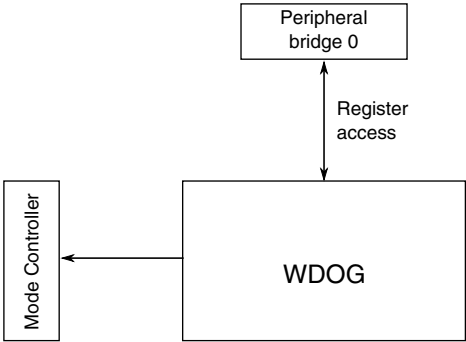 Peripheral
bridge 0
Register
access
Mode Controller
WDOG